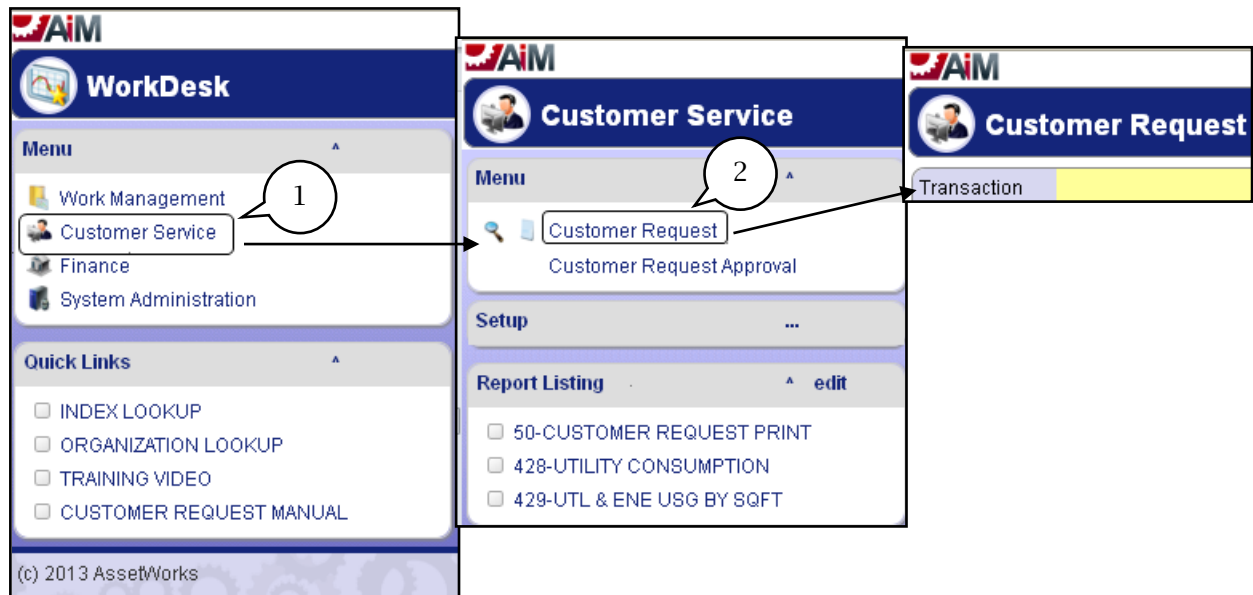 AiM
WorkDesk
Menu ^
Work Management
1
Customer Service
Finance
System Administration
Quick Links ^
INDEX LOOKUP
ORGANIZATION LOOKUP
TRAINING VIDEO
CUSTOMER REQUEST MANUAL
(c) 2013 AssetWorks
AiM
Customer Service
Menu ^
2
Customer Request
Customer Request Approval
Setup ...
Report Listing ^ edit
50-CUSTOMER REQUEST PRINT
428-UTILITY CONSUMPTION
429-UTL & ENE USG BY SQFT
AiM
Customer Request
Transaction